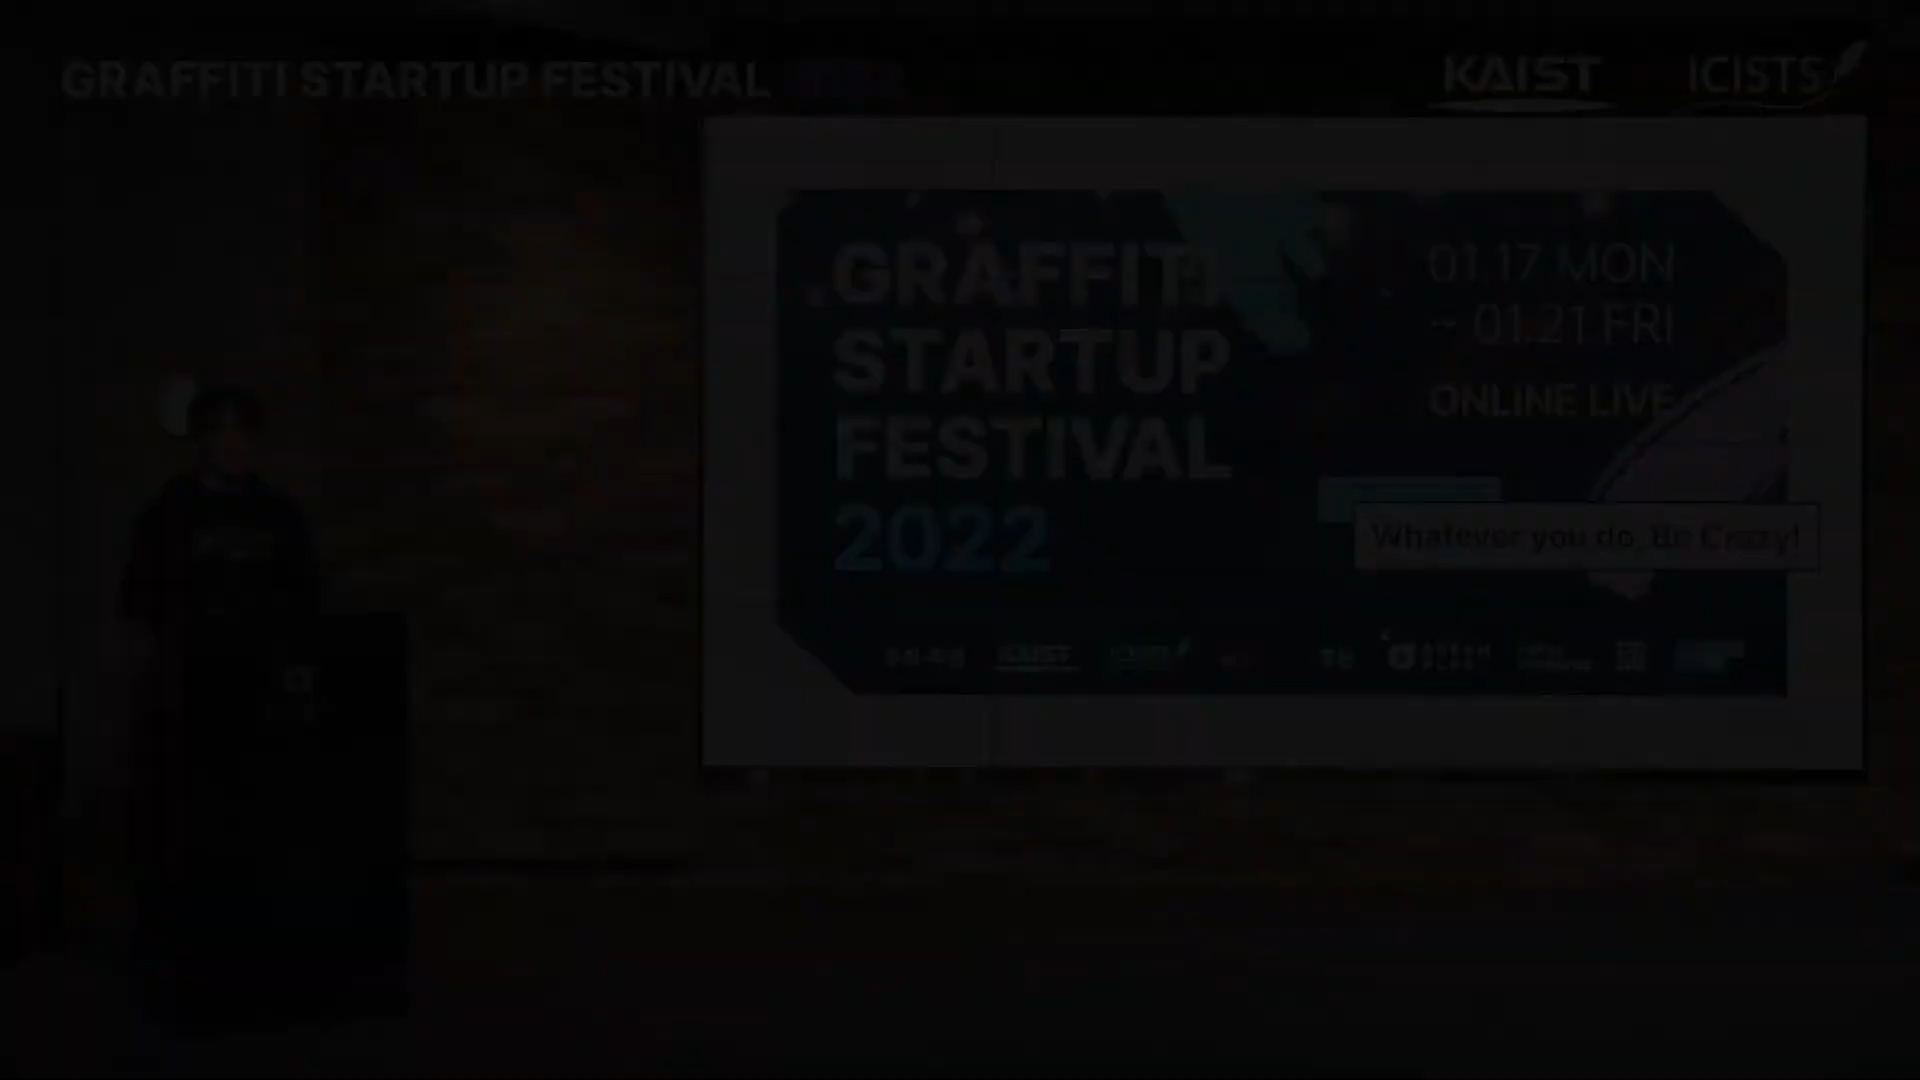 GRAFFITI STARTUP FESTIVAL
KAIST
ICISTS
GRAFFITI
STARTUP
FESTIVAL
2022
01.17 MON
~ 01.21 FRI
ONLINE LIVE
Whatever you do, Be Crazy!
KAIST
ICISTS